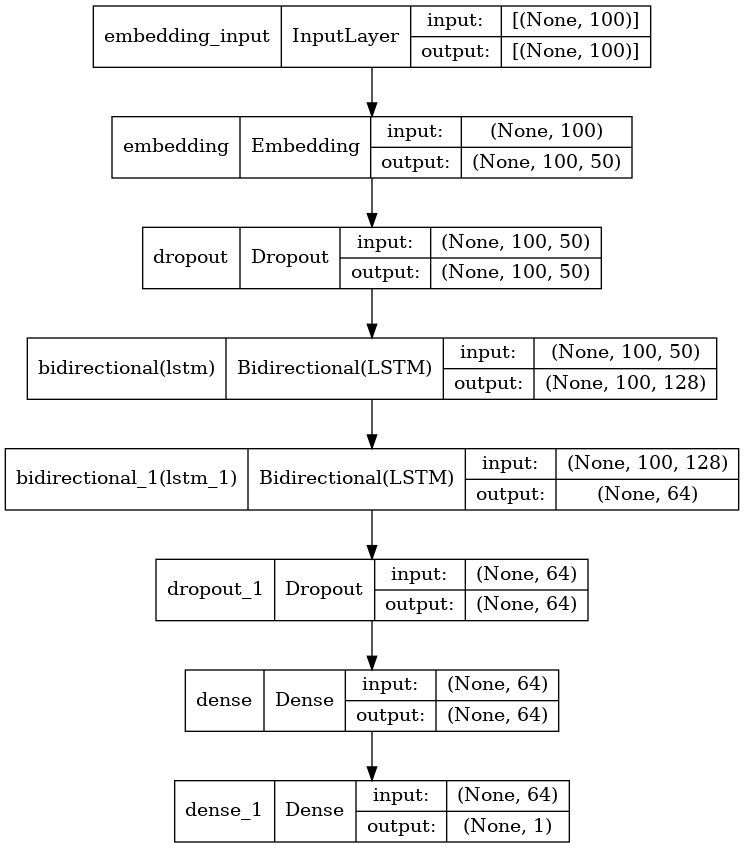 embedding_input InputLayer input: [(None, 100)]
output: [(None, 100)]
embedding Embedding input: (None, 100)
output: (None, 100, 50)
dropout Dropout input: (None, 100, 50)
output: (None, 100, 50)
bidirectional(lstm) Bidirectional(LSTM) input: (None, 100, 50)
output: (None, 100, 128)
bidirectional_1(lstm_1) Bidirectional(LSTM) input: (None, 100, 128)
output: (None, 64)
dropout_1 Dropout input: (None, 64)
output: (None, 64)
dense Dense input: (None, 64)
output: (None, 64)
dense_1 Dense input: (None, 64)
output: (None, 1)